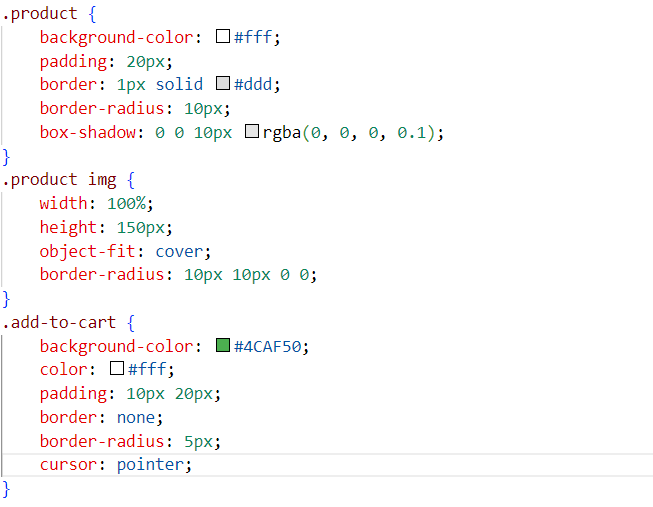 .product {
    background-color: #fff;
    padding: 20px;
    border: 1px solid #ddd;
    border-radius: 10px;
    box-shadow: 0 0 10px rgba(0, 0, 0, 0.1);
}
.product img {
    width: 100%;
    height: 150px;
    object-fit: cover;
    border-radius: 10px 10px 0 0;
}
.add-to-cart {
    background-color: #4CAF50;
    color: #fff;
    padding: 10px 20px;
    border: none;
    border-radius: 5px;
    cursor: pointer;
}